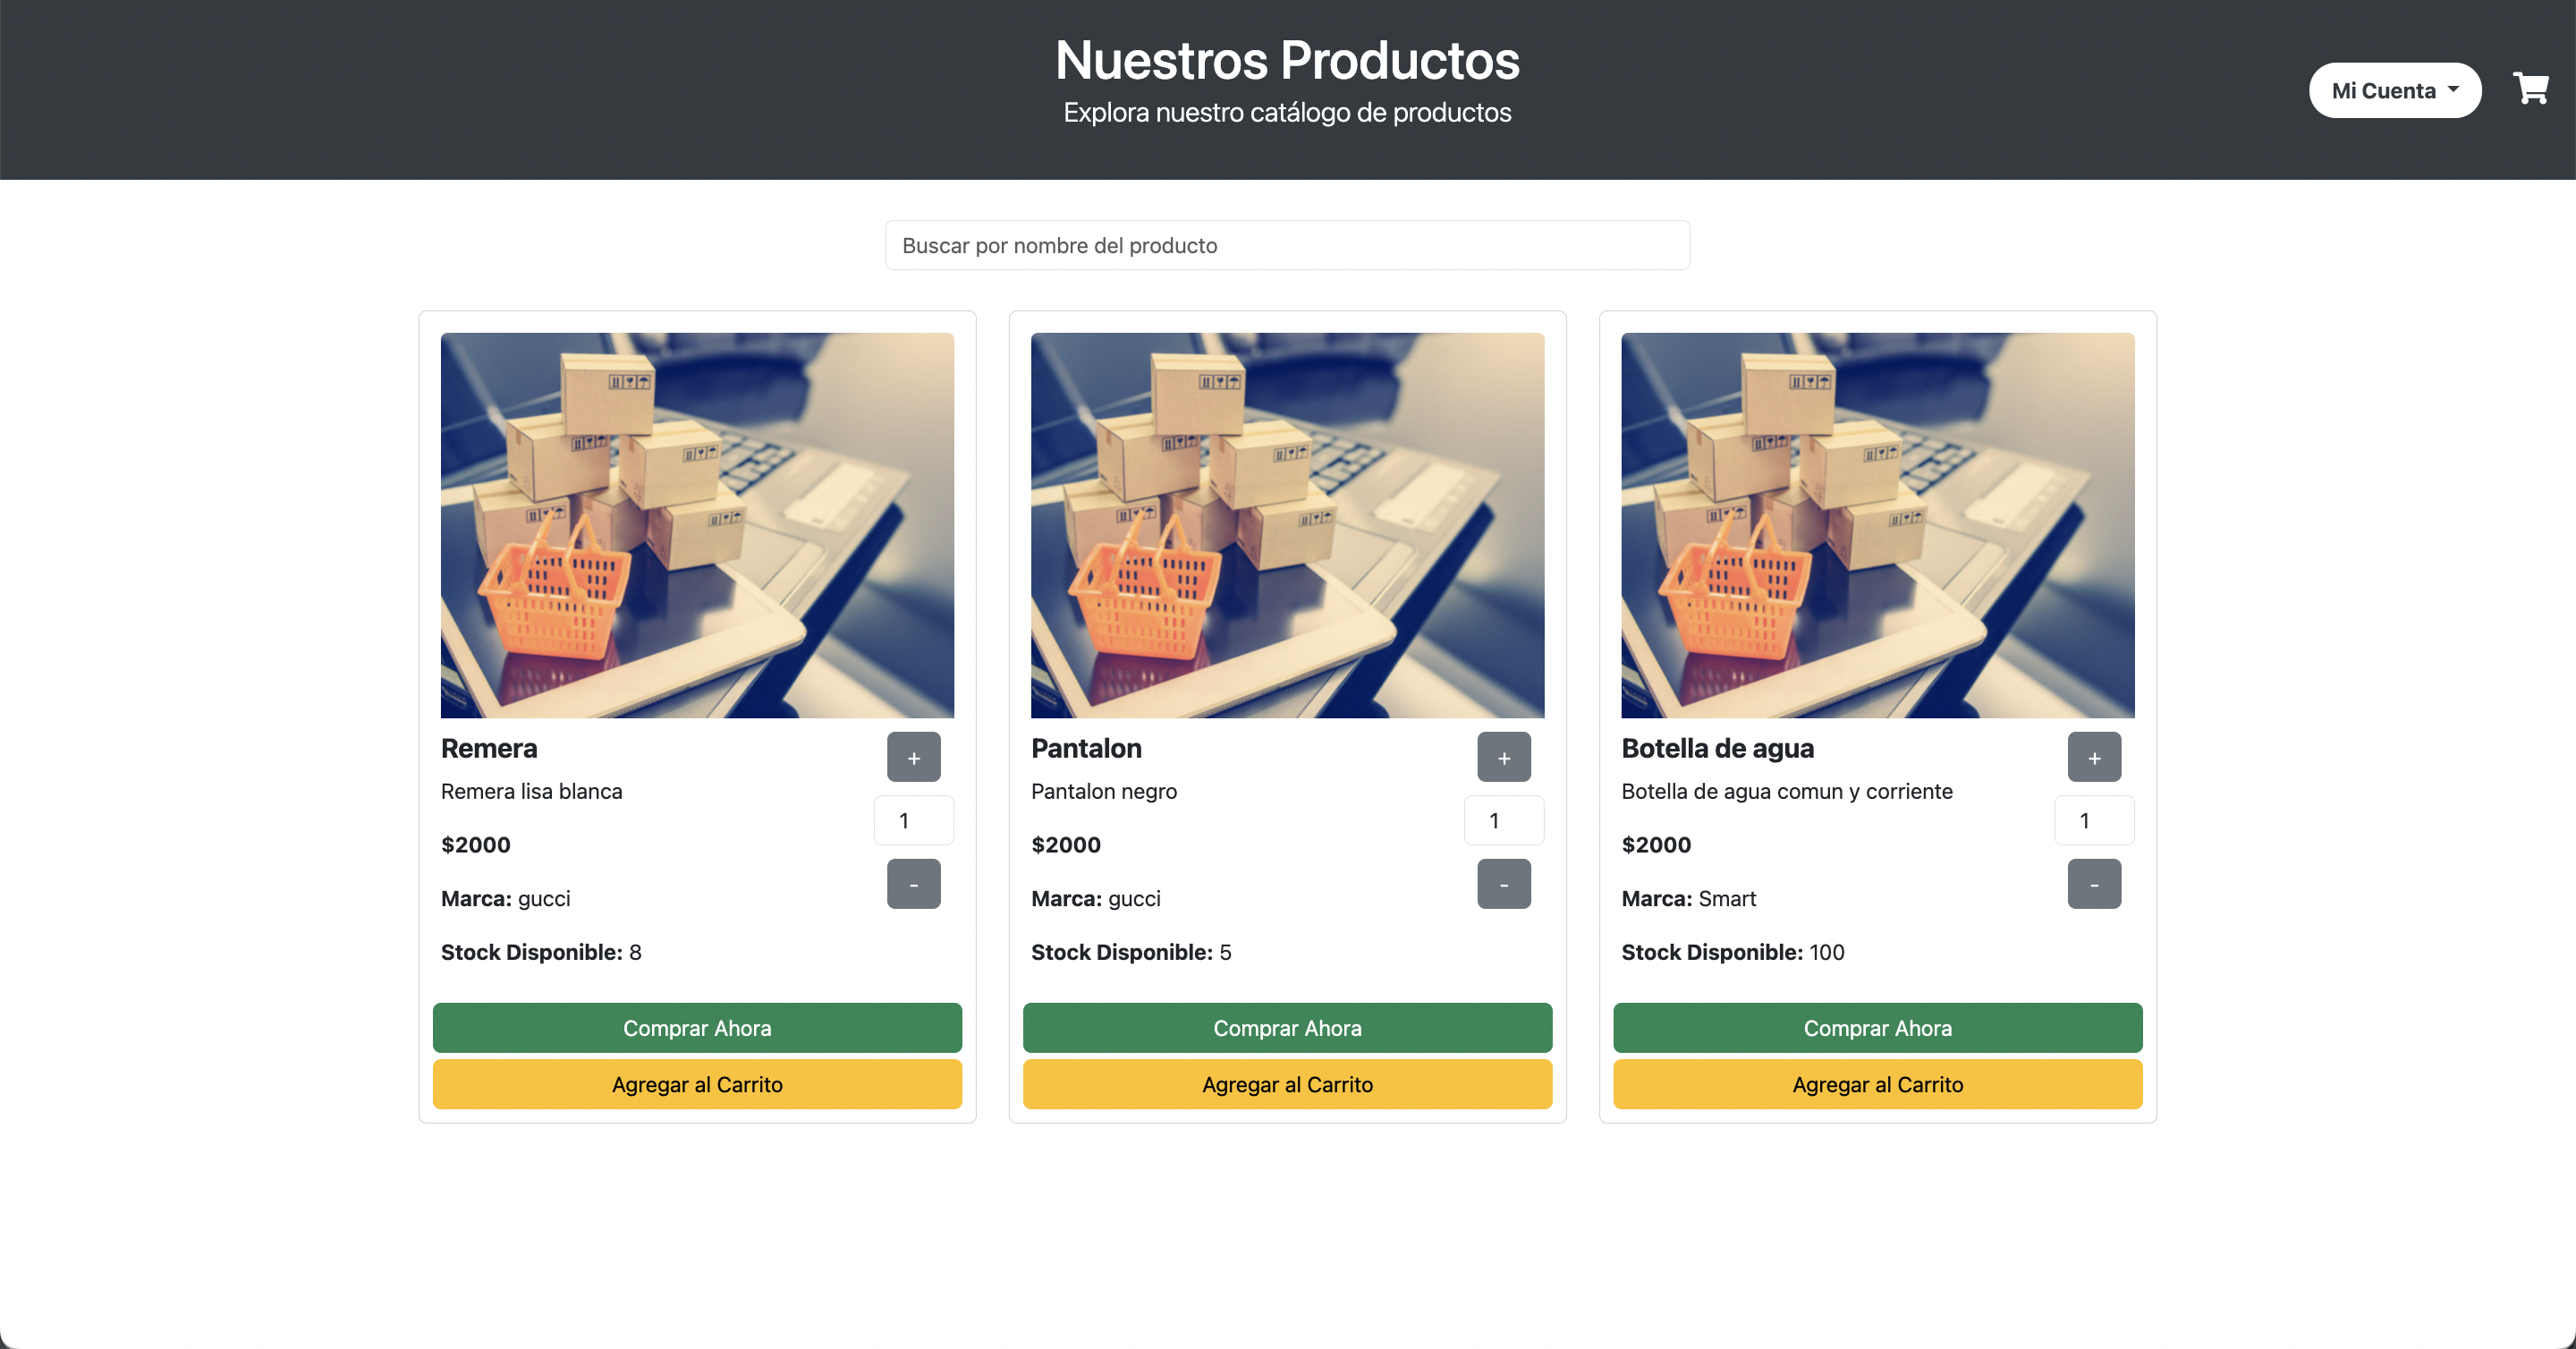 Nuestros Productos
Explora nuestro catálogo de productos
Mi Cuenta
Buscar por nombre del producto
Remera
+
Remera lisa blanca
1
$2000
-
Marca: gucci
Stock Disponible: 8
Comprar Ahora
Agregar al Carrito
Pantalon
+
Pantalon negro
1
$2000
-
Marca: gucci
Stock Disponible: 5
Comprar Ahora
Agregar al Carrito
Botella de agua
+
Botella de agua comun y corriente
1
$2000
-
Marca: Smart
Stock Disponible: 100
Comprar Ahora
Agregar al Carrito